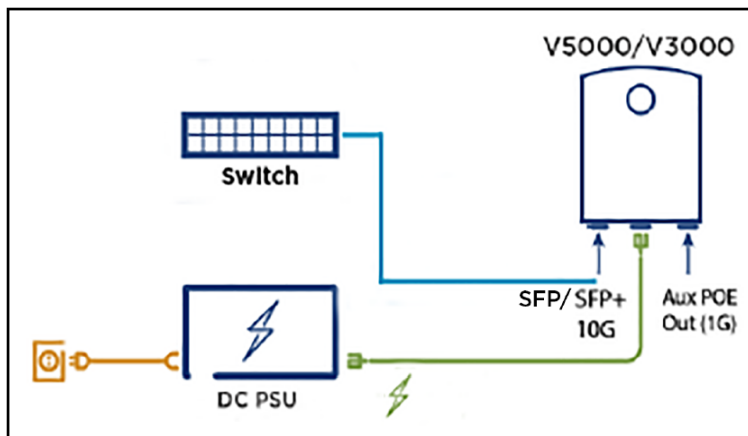 V5000/V3000
Switch
SFP/ SFP+
10G
Aux POE
Out (1G)
DC PSU